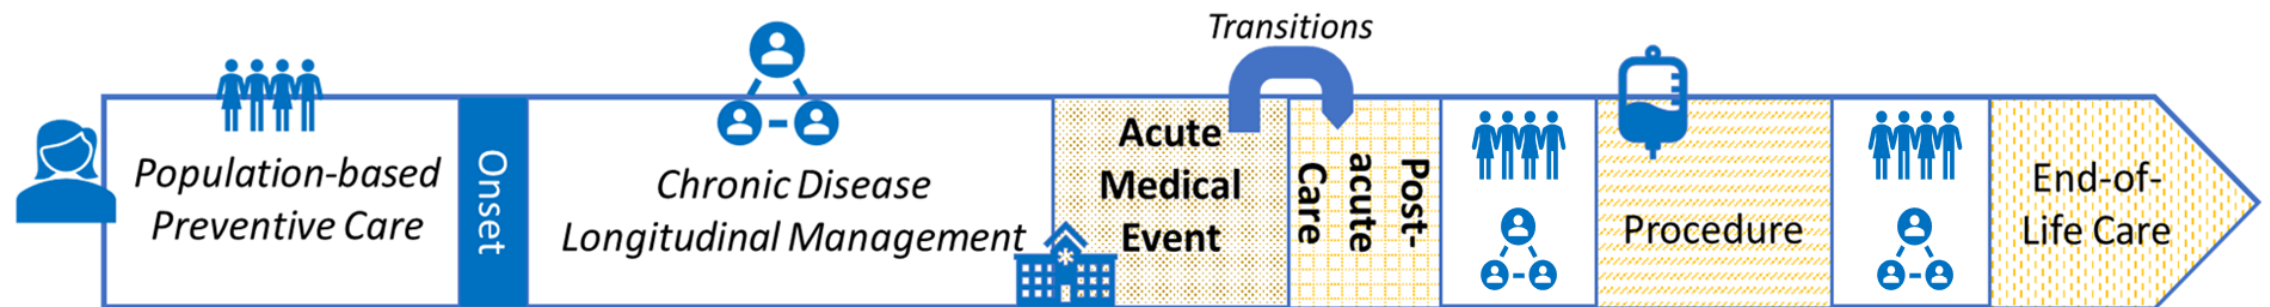 Transitions
Population-based
Preventive Care
Onset
Chronic Disease
Longitudinal Management
Acute
Medical
Event
Post-
acute
Care
Procedure
End-of-
Life Care